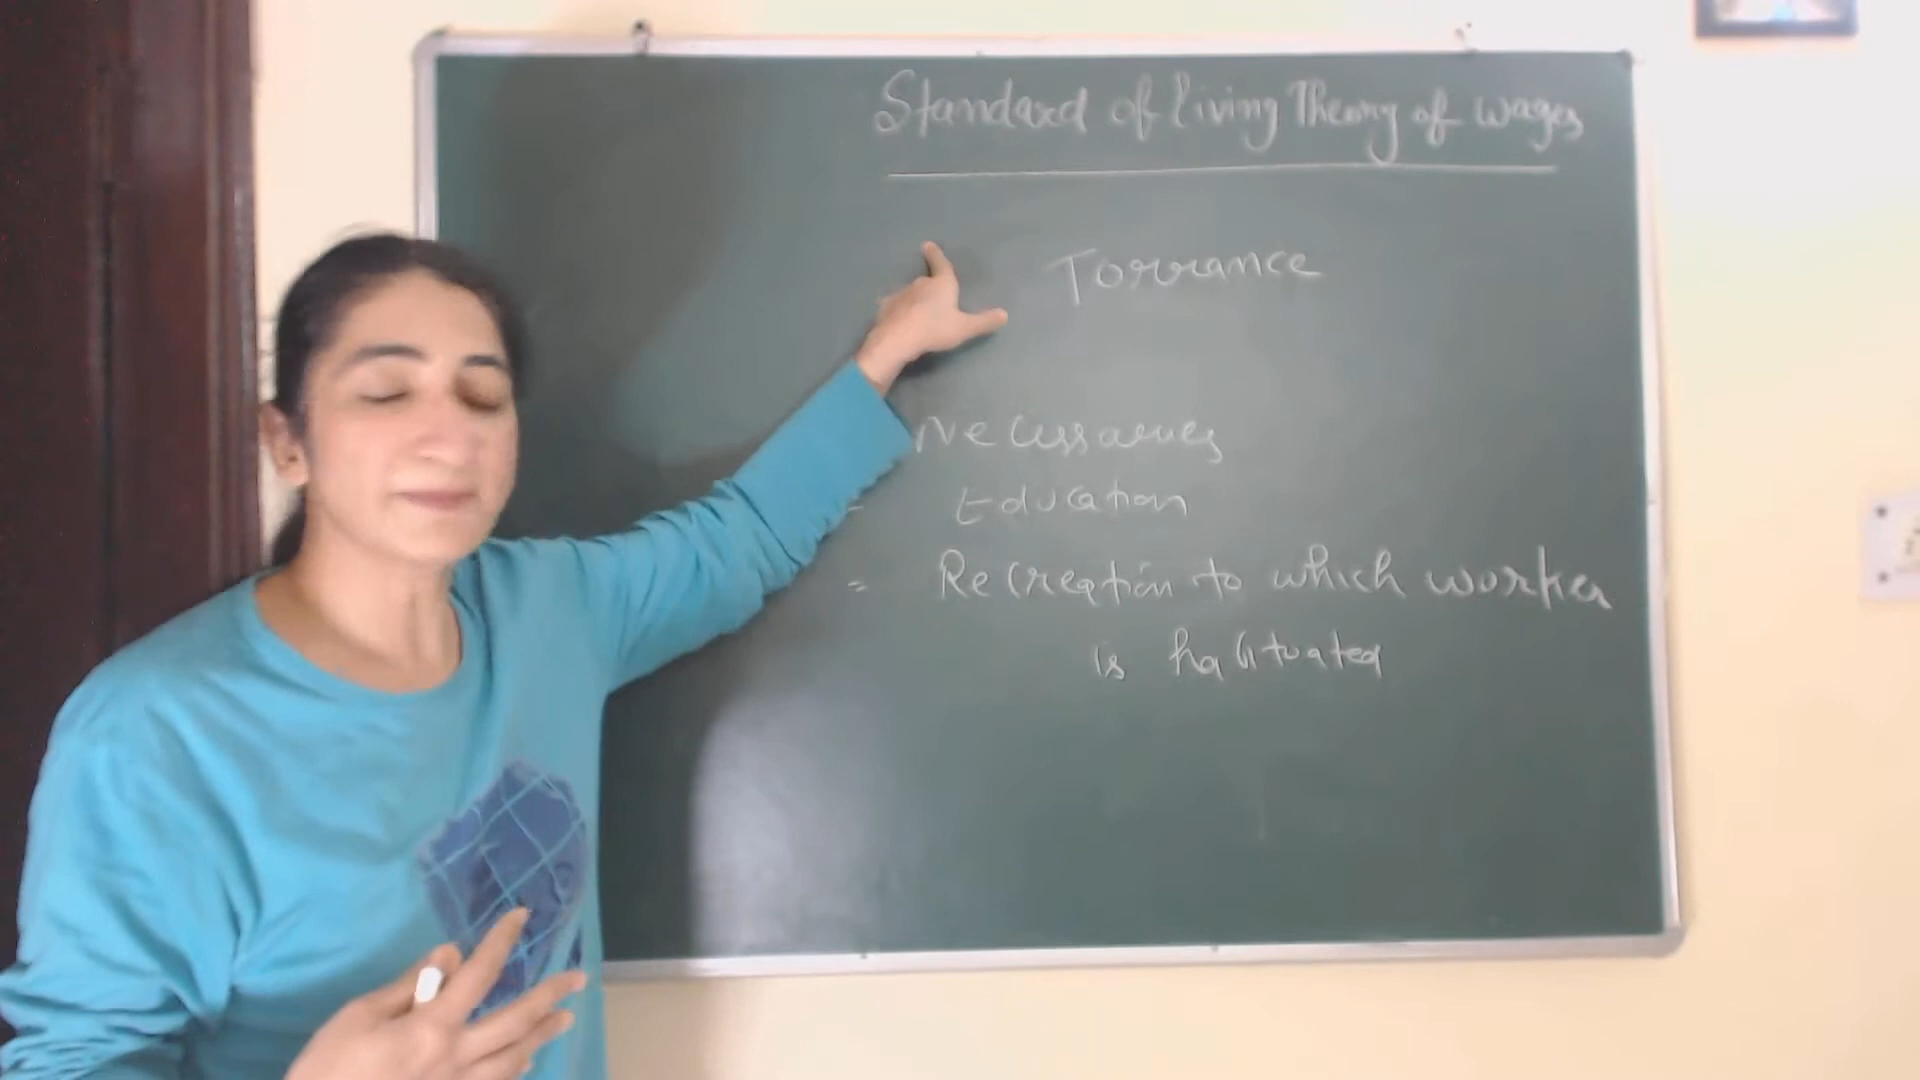 Standard of living Theory of wages
Torrance
Necessaries
- Education
= Recreation to which worker
is habituated